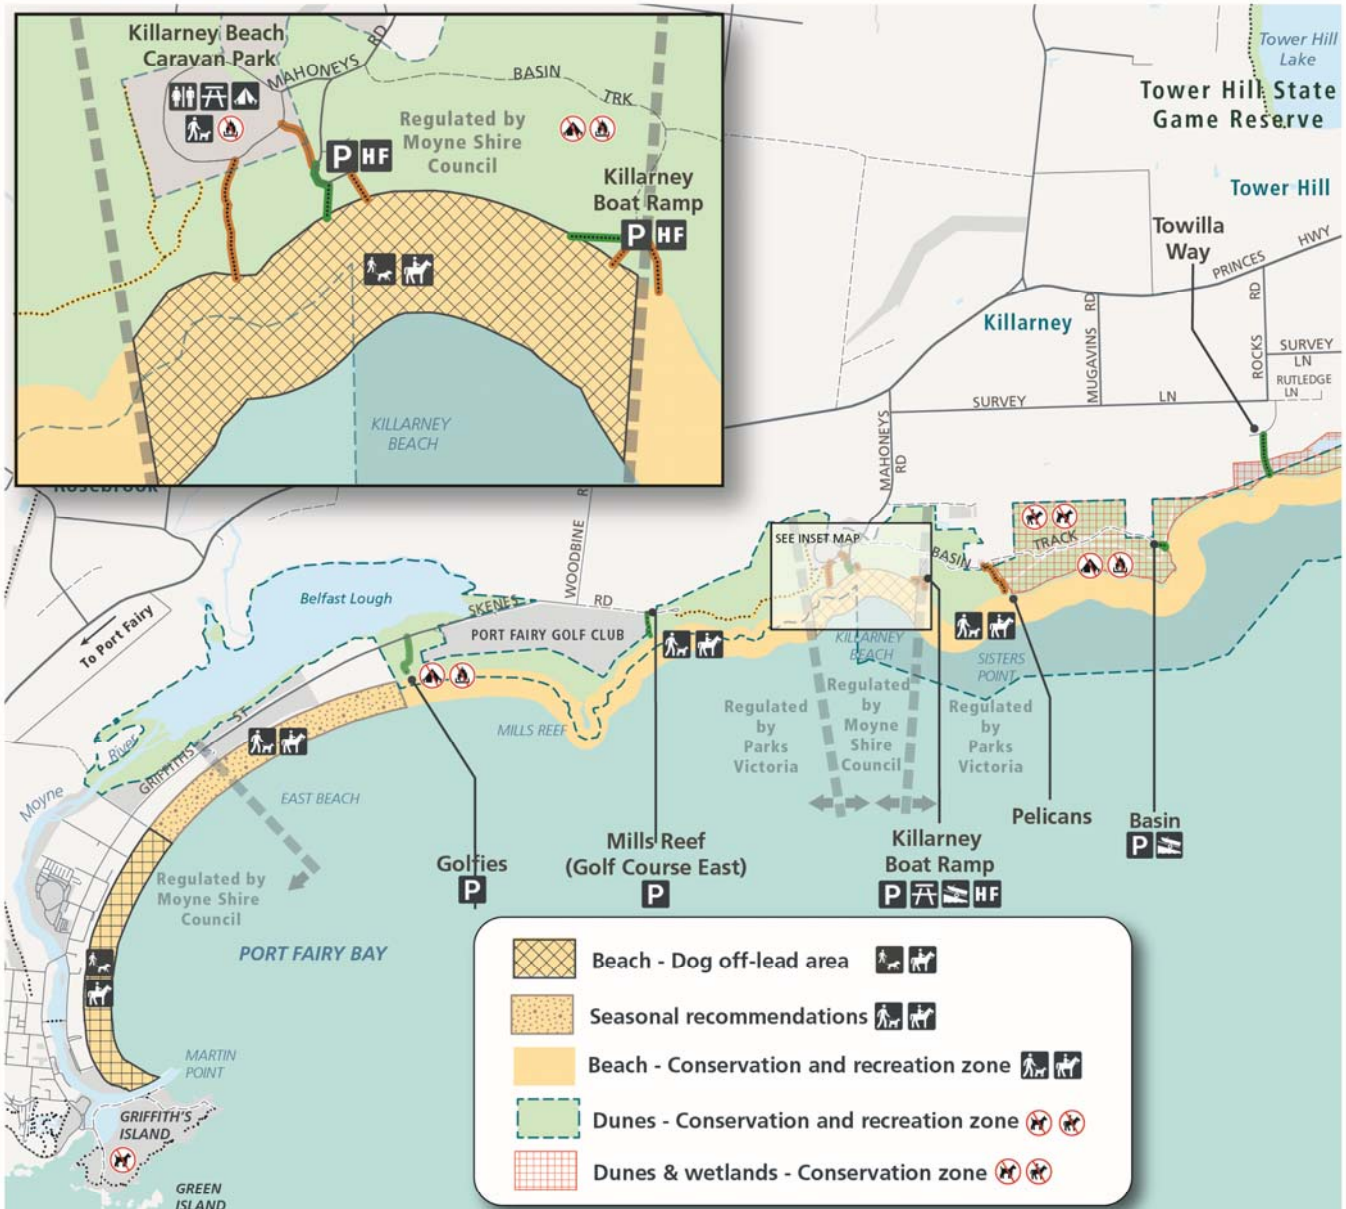 Killarney Beach
Caravan Park
MAHONEYS RD
BASIN
TRK
Regulated by
Moyne Shire
Council
P HF
Killarney
Boat Ramp
P HF
KILLARNEY
BEACH
Tower Hill
Lake
Tower Hill State
Game Reserve
Tower Hill
Towilla
Way
PRINCES HWY
Killarney
MUGAVINS RD
ROCKS RD
SURVEY
LN
RUTLEDGE
LN
SURVEY LN
MAHONEYS
RD
Rosebrook
WOODBINE R
SEE INSET MAP
BASIN TRACK
Belfast Lough
SKENES RD
PORT FAIRY GOLF CLUB
To Port Fairy
KILLARNEY
BEACH
SISTERS
POINT
MILLS REEF
Regulated
by
Parks
Victoria
Regulated
by
Moyne
Shire
Council
Regulated
by
Parks
Victoria
Moyne River
GRIFFITHS ST
EAST BEACH
Golfies
P
Mills Reef
(Golf Course East)
P
Killarney
Boat Ramp
P HF
Pelicans
Basin
P
Regulated by
Moyne Shire
Council
PORT FAIRY BAY
MARTIN
POINT
GRIFFITH'S
ISLAND
GREEN
ISLAND
Beach - Dog off-lead area
Seasonal recommendations
Beach - Conservation and recreation zone
Dunes - Conservation and recreation zone
Dunes & wetlands - Conservation zone